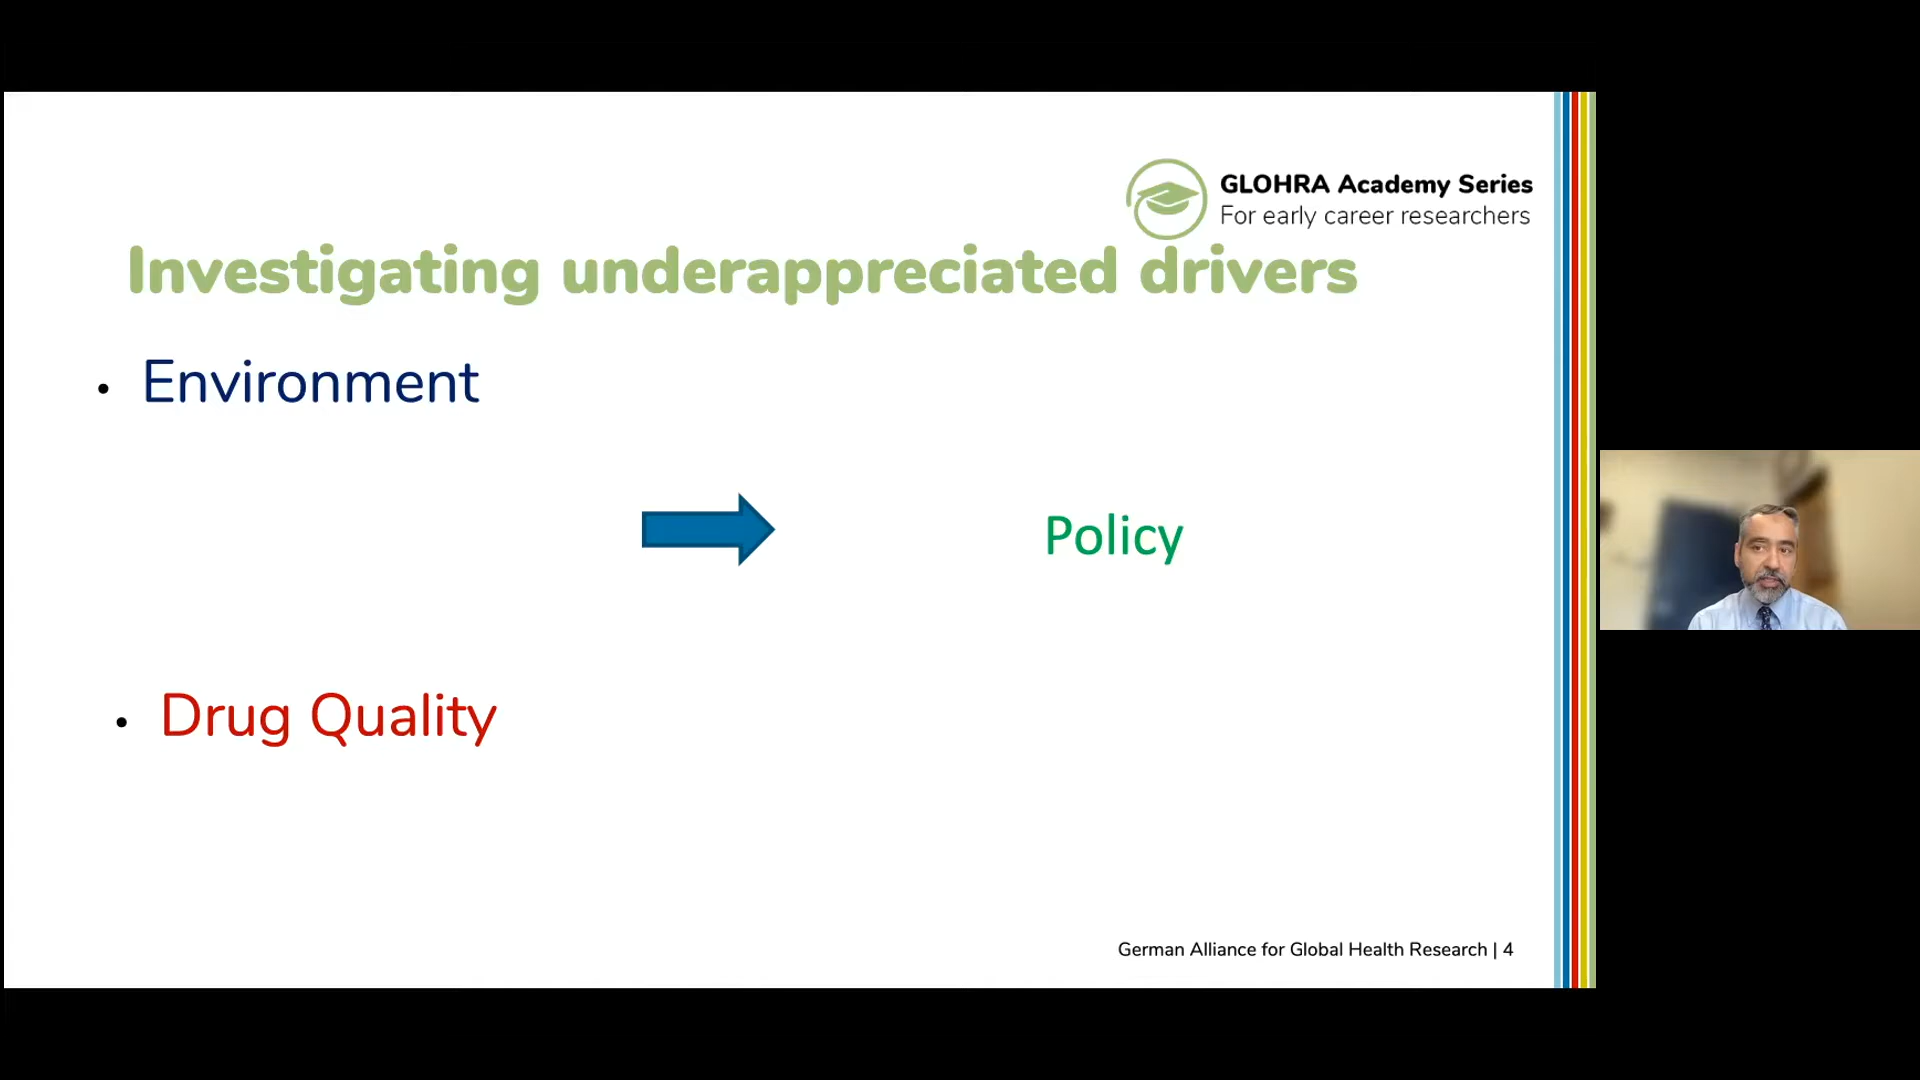 GLOHRA Academy Series
For early career researchers
Investigating underappreciated drivers
• Environment
Policy
• Drug Quality
German Alliance for Global Health Research | 4